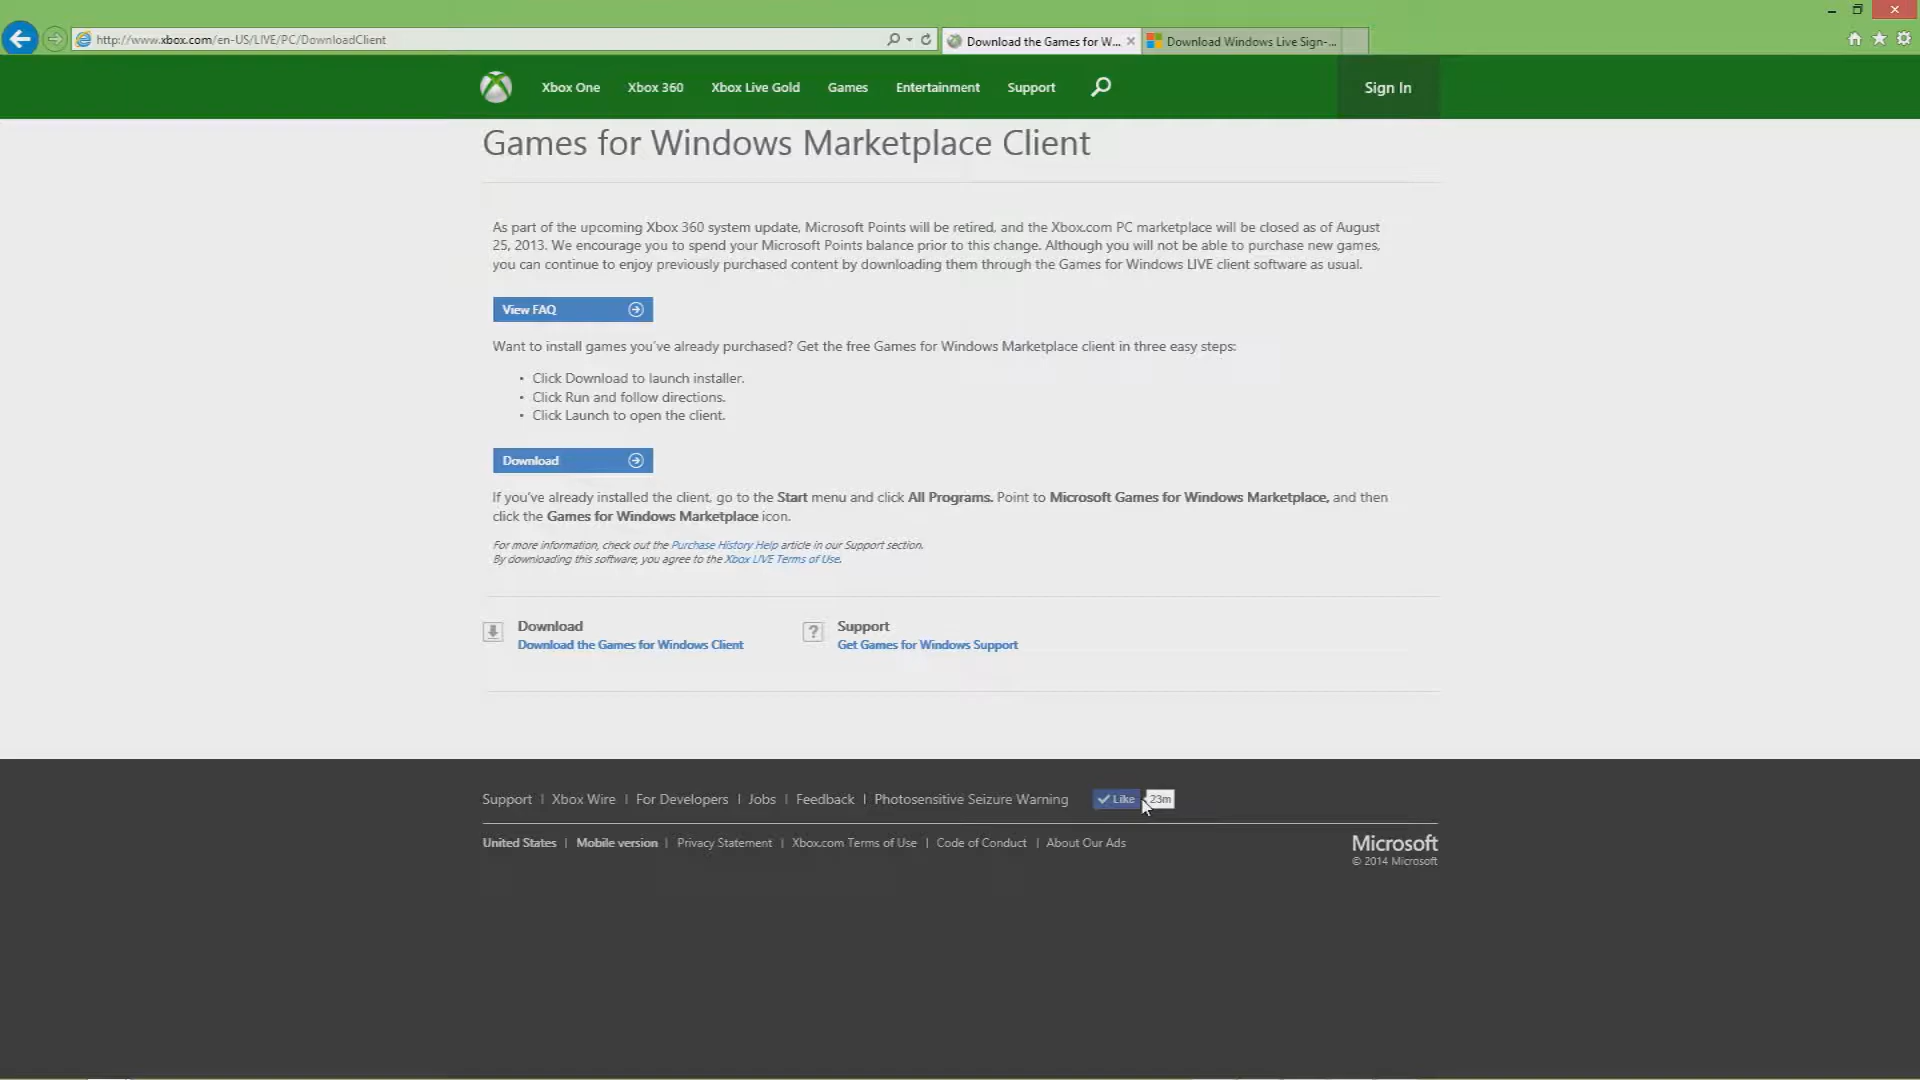 http://www.xbox.com/en-US/LIVE/PC/DownloadClient
Download the Games for W...
Download Windows Live Sign-...
Xbox One
Xbox 360
Xbox Live Gold
Games
Entertainment
Support
Sign In
Games for Windows Marketplace Client
As part of the upcoming Xbox 360 system update, Microsoft Points will be retired, and the Xbox.com PC marketplace will be closed as of August
25, 2013. We encourage you to spend your Microsoft Points balance prior to this change. Although you will not be able to purchase new games,
you can continue to enjoy previously purchased content by downloading them through the Games for Windows LIVE client software as usual.
View FAQ
Want to install games you've already purchased? Get the free Games for Windows Marketplace client in three easy steps:
• Click Download to launch installer.
• Click Run and follow directions.
• Click Launch to open the client.
Download
If you've already installed the client, go to the Start menu and click All Programs. Point to Microsoft Games for Windows Marketplace, and then
click the Games for Windows Marketplace icon.
For more information, check out the Purchase History Help article in our Support section.
By downloading this software, you agree to the Xbox LIVE Terms of Use.
Download
Download the Games for Windows Client
Support
Get Games for Windows Support
Support | Xbox Wire | For Developers | Jobs | Feedback | Photosensitive Seizure Warning
Like 23m
United States | Mobile version | Privacy Statement | Xbox.com Terms of Use | Code of Conduct | About Our Ads
Microsoft
© 2014 Microsoft